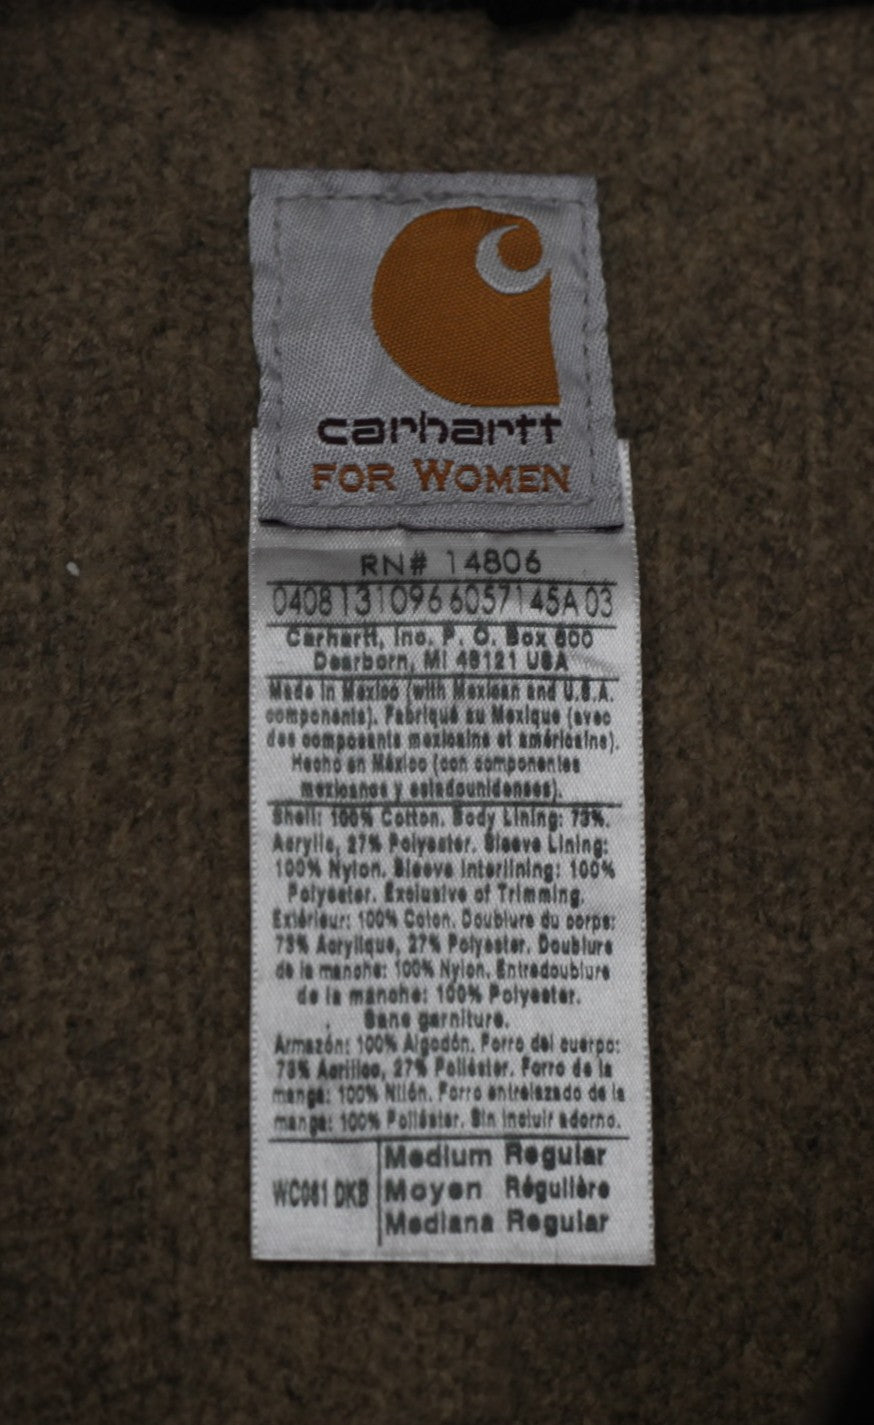 carhartt
FOR WOMEN
RN# 14806
0408131096 6057145A 03
Carhartt, Inc. P. O. Box 600
Dearborn, MI 48121 USA
Made in Mexico (with Mexican and U.S.A.
components). Fabriqué au Mexique (avec
des composants mexicains et américains).
Hecho en México (con componentes
mexicanos y estadounidenses).
Shell: 100% Cotton. Body Lining: 73%.
Acrylic, 27% Polyester. Sleeve Lining:
100% Nylon. Sleeve Interlining: 100%
Polyester. Exclusive of Trimming.
Extérieur: 100% Coton. Doublure du corps:
73% Acrylique, 27% Polyester. Doublure
de la manche: 100% Nylon. Entredoublure
de la manche: 100% Polyester.
Sans garniture.
Armazón: 100% Algodón. Forro del cuerpo:
73% Acrílico, 27% Poliéster. Forro de la
manga: 100% Nilón. Forro entrelazado de la
manga: 100% Poliéster. Sin incluir adorno.
WC081 DKB
Medium Regular
Moyen Régulière
Mediana Regular